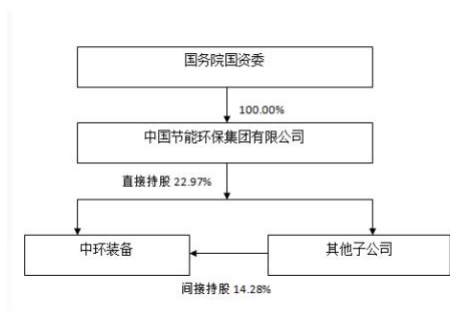 国务院国资委
100.00%
中国节能环保集团有限公司
直接持股 22.97%
中环装备
其他子公司
间接持股 14.28%